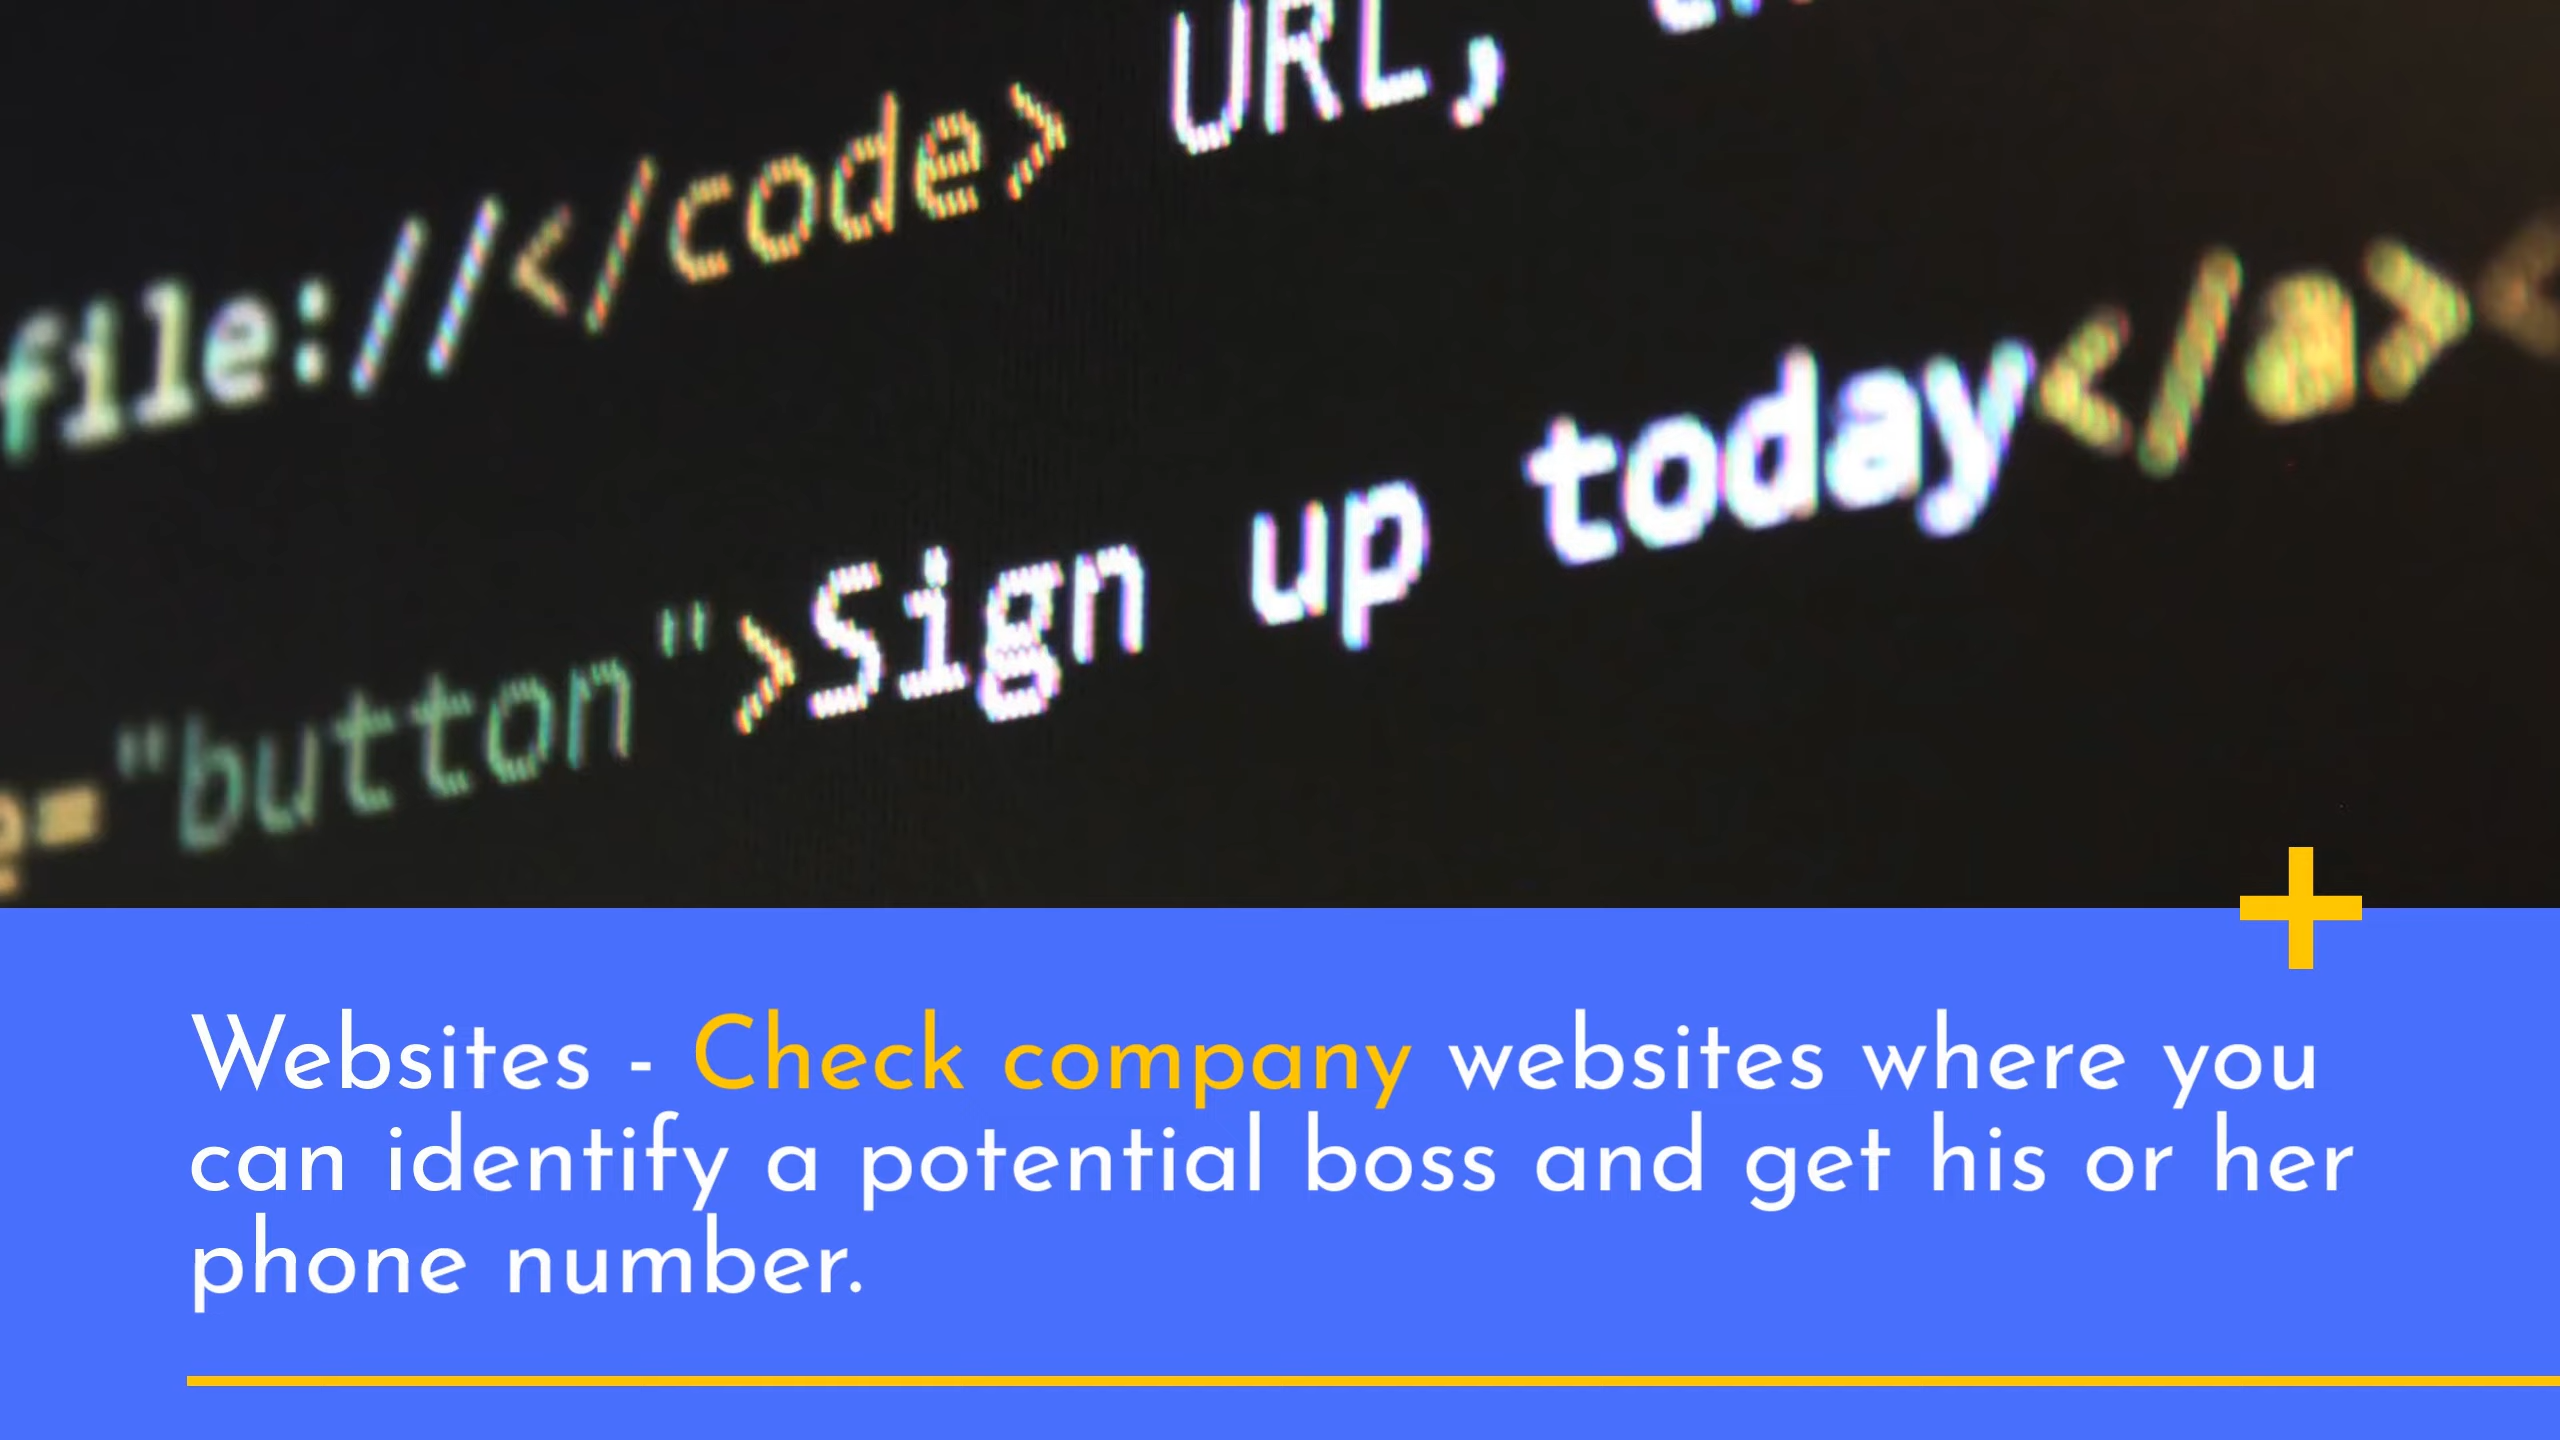 URL,
file://</code>
"button">Sign up today</a>
Websites - Check company websites where you
can identify a potential boss and get his or her
phone number.